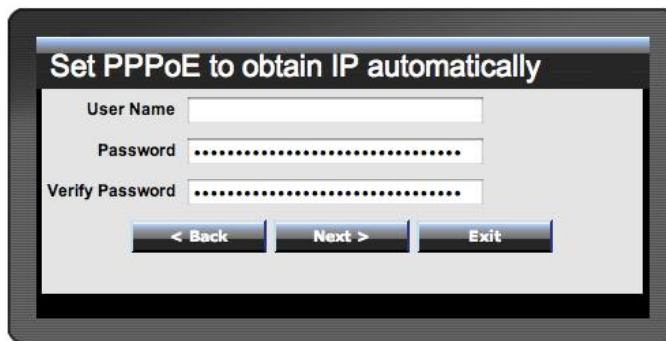 Set PPPoE to obtain IP automatically
User Name
Password ••••••••••••••••••••••••••••••••
Verify Password ••••••••••••••••••••••••••••••••
< Back Next > Exit